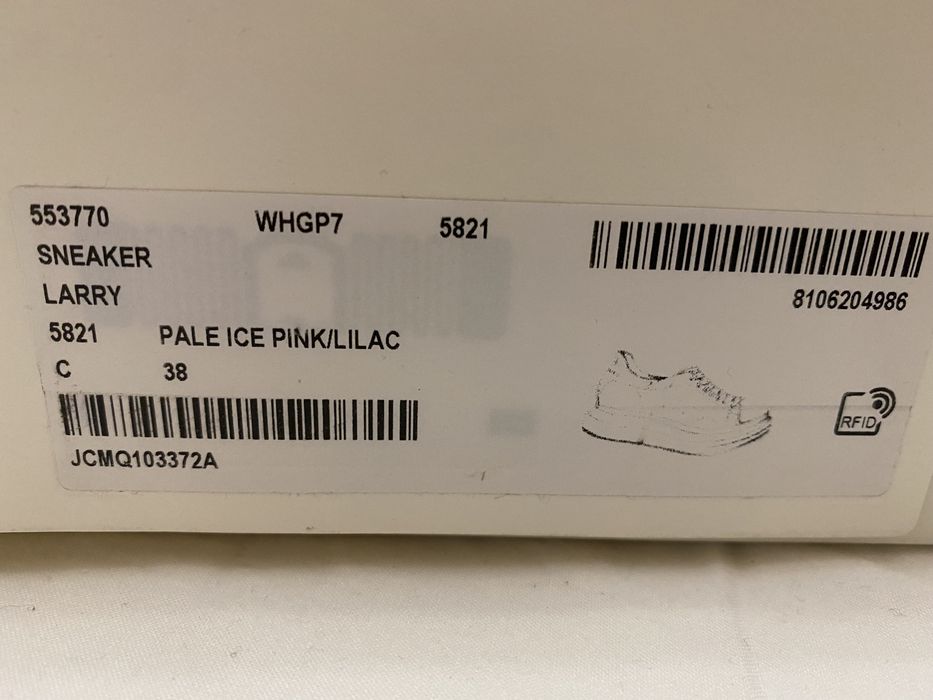 553770 WHGP7 5821
SNEAKER
LARRY
5821 PALE ICE PINK/LILAC
C 38
JCMQ103372A
8106204986
RFID